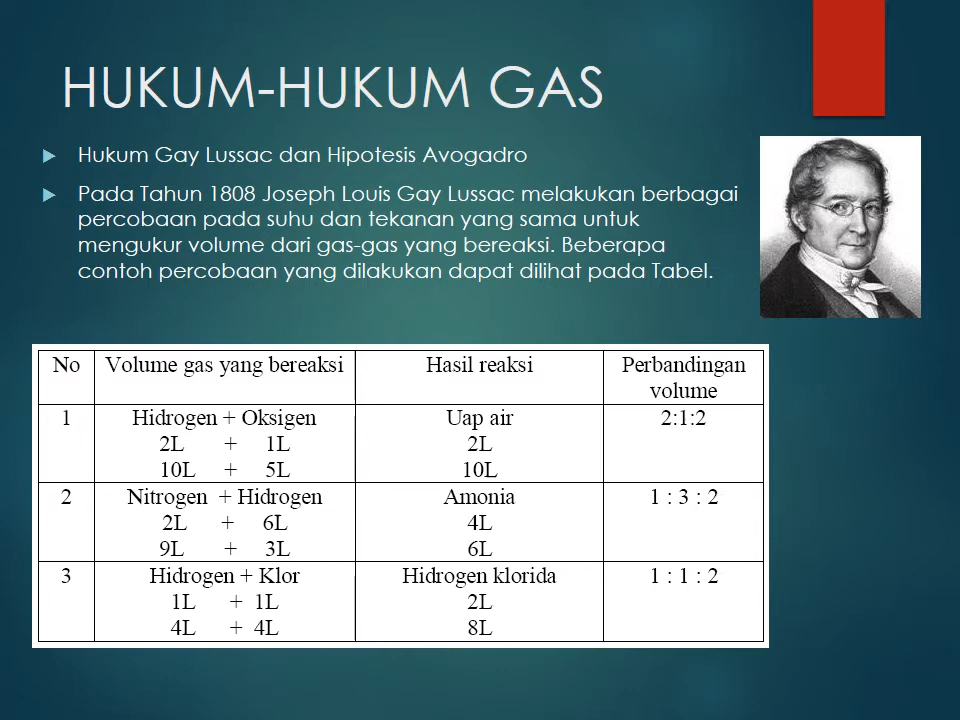 HUKUM-HUKUM GAS
Hukum Gay Lussac dan Hipotesis Avogadro
Pada Tahun 1808 Joseph Louis Gay Lussac melakukan berbagai
percobaan pada suhu dan tekanan yang sama untuk
mengukur volume dari gas-gas yang bereaksi. Beberapa
contoh percobaan yang dilakukan dapat dilihat pada Tabel.
No Volume gas yang bereaksi Hasil reaksi Perbandingan
volume
1 Hidrogen + Oksigen Uap air 2:1:2
2L + 1L 2L
10L + 5L 10L
2 Nitrogen + Hidrogen Amonia 1 : 3 : 2
2L + 6L 4L
9L + 3L 6L
3 Hidrogen + Klor Hidrogen klorida 1 : 1 : 2
1L + 1L 2L
4L + 4L 8L